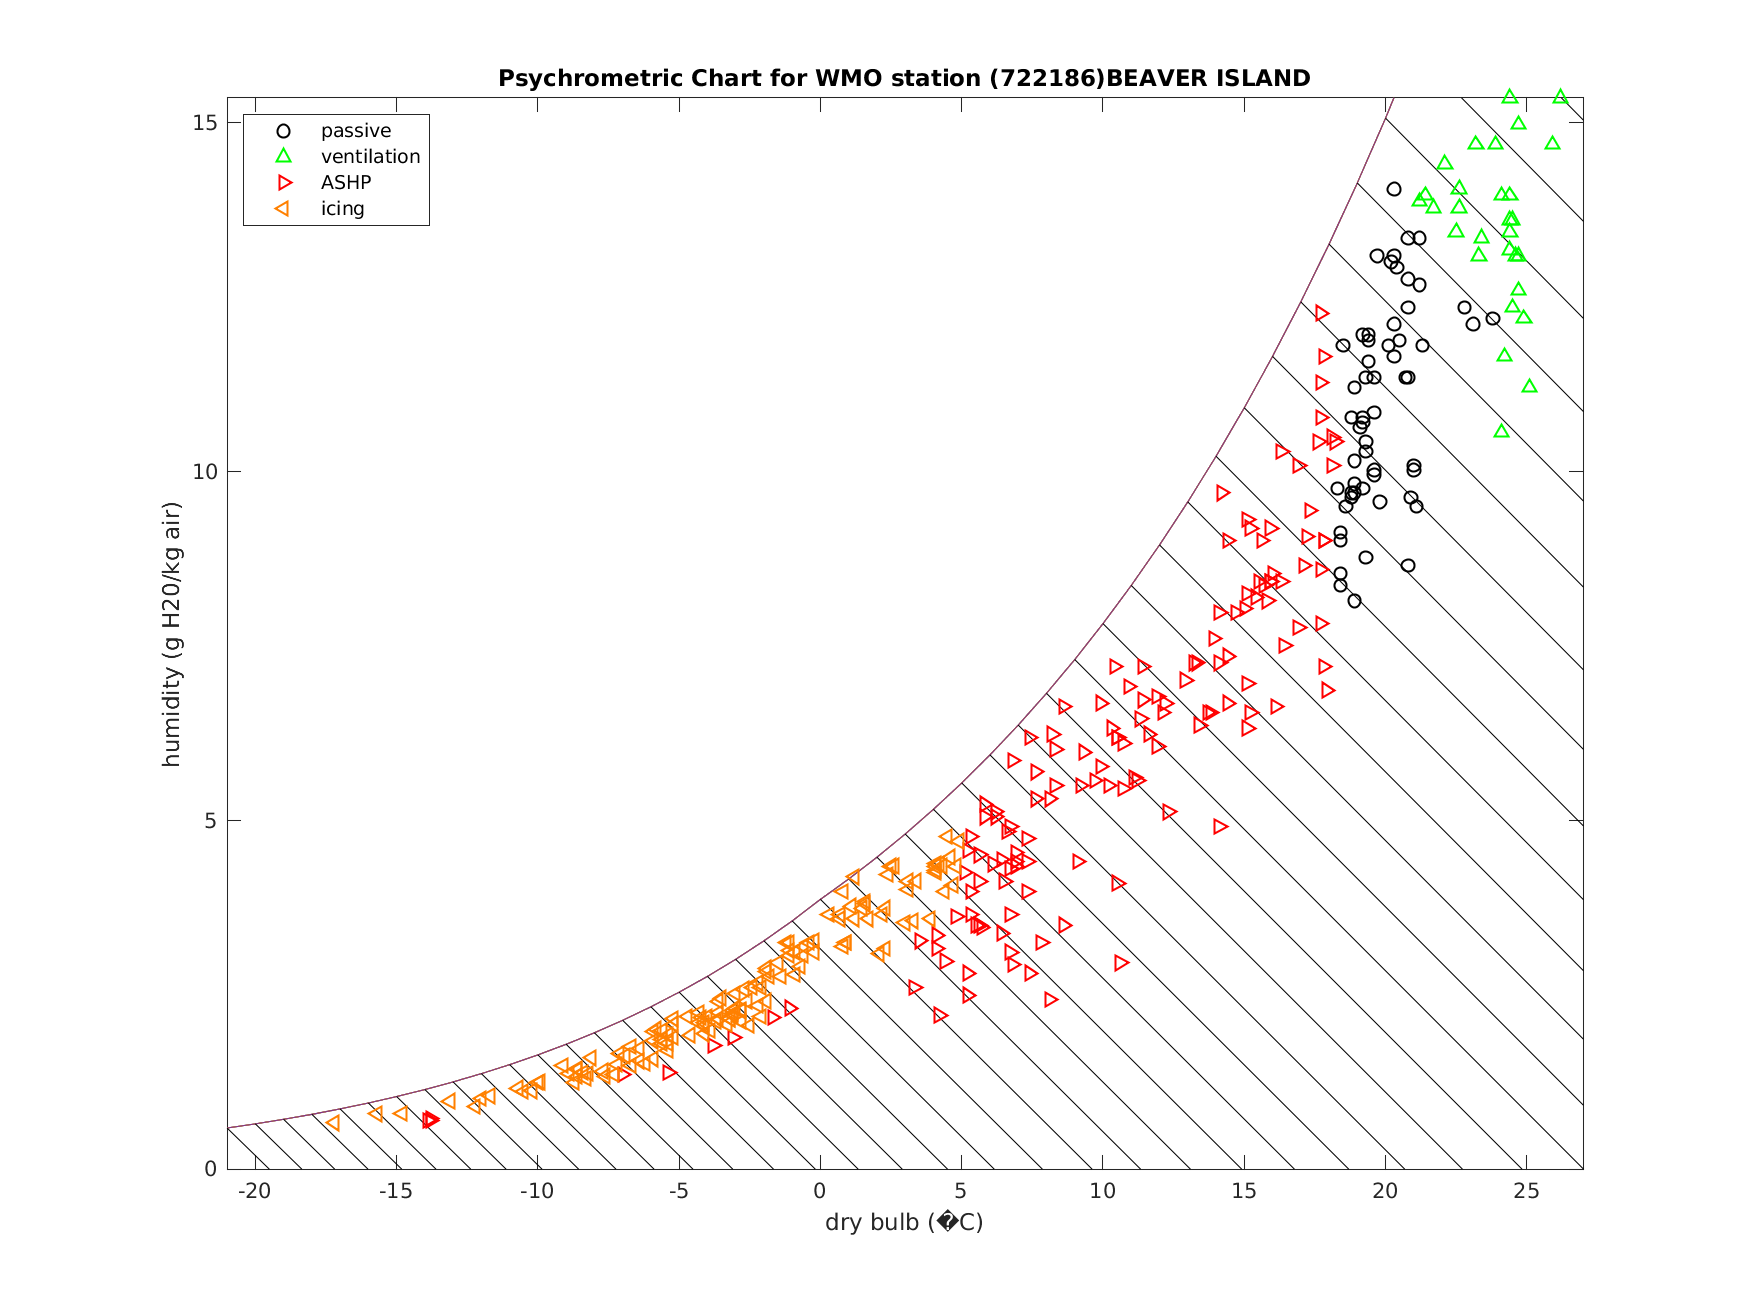 Psychrometric Chart for WMO station (722186)BEAVER ISLAND
passive
ventilation
ASHP
icing
humidity (g H20/kg air)
15
10
5
0
-20 -15 -10 -5 0 5 10 15 20 25
dry bulb (�C)